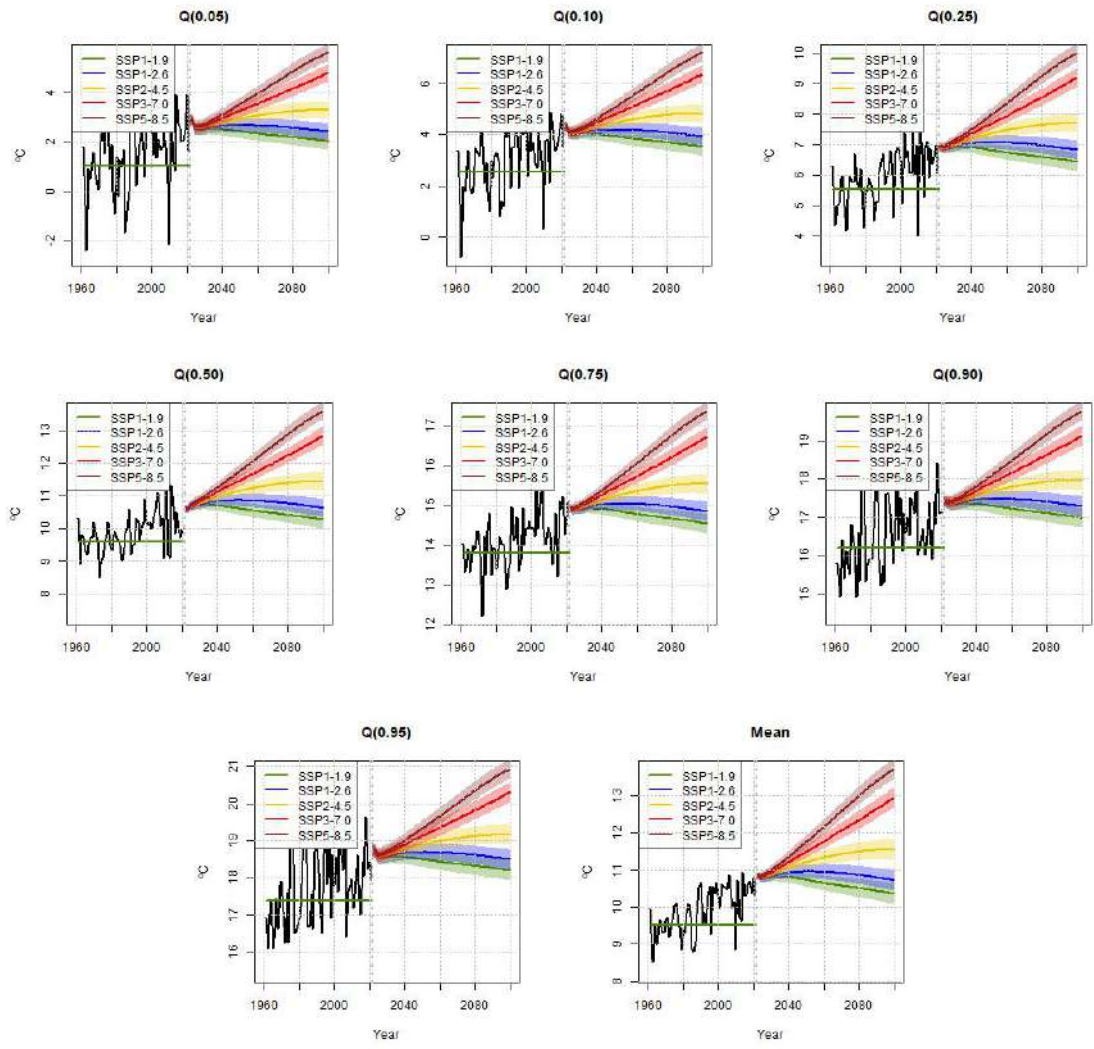 Q(0.05)
SSP1-1.9
SSP1-2.6
SSP2-4.5
SSP3-7.0
SSP5-8.5
ºC
4
2
0
-2
1960 2000 2040 2080
Year
Q(0.10)
SSP1-1.9
SSP1-2.6
SSP2-4.5
SSP3-7.0
SSP5-8.5
ºC
6
4
2
0
1960 2000 2040 2080
Year
Q(0.25)
SSP1-1.9
SSP1-2.6
SSP2-4.5
SSP3-7.0
SSP5-8.5
ºC
10
9
8
7
6
5
4
1960 2000 2040 2080
Year
Q(0.50)
SSP1-1.9
SSP1-2.6
SSP2-4.5
SSP3-7.0
SSP5-8.5
ºC
13
12
11
10
9
8
1960 2000 2040 2080
Year
Q(0.75)
SSP1-1.9
SSP1-2.6
SSP2-4.5
SSP3-7.0
SSP5-8.5
ºC
17
16
15
14
13
12
1960 2000 2040 2080
Year
Q(0.90)
SSP1-1.9
SSP1-2.6
SSP2-4.5
SSP3-7.0
SSP5-8.5
ºC
19
18
17
16
15
1960 2000 2040 2080
Year
Q(0.95)
SSP1-1.9
SSP1-2.6
SSP2-4.5
SSP3-7.0
SSP5-8.5
ºC
21
20
19
18
17
16
1960 2000 2040 2080
Year
Mean
SSP1-1.9
SSP1-2.6
SSP2-4.5
SSP3-7.0
SSP5-8.5
ºC
13
12
11
10
9
8
1960 2000 2040 2080
Year